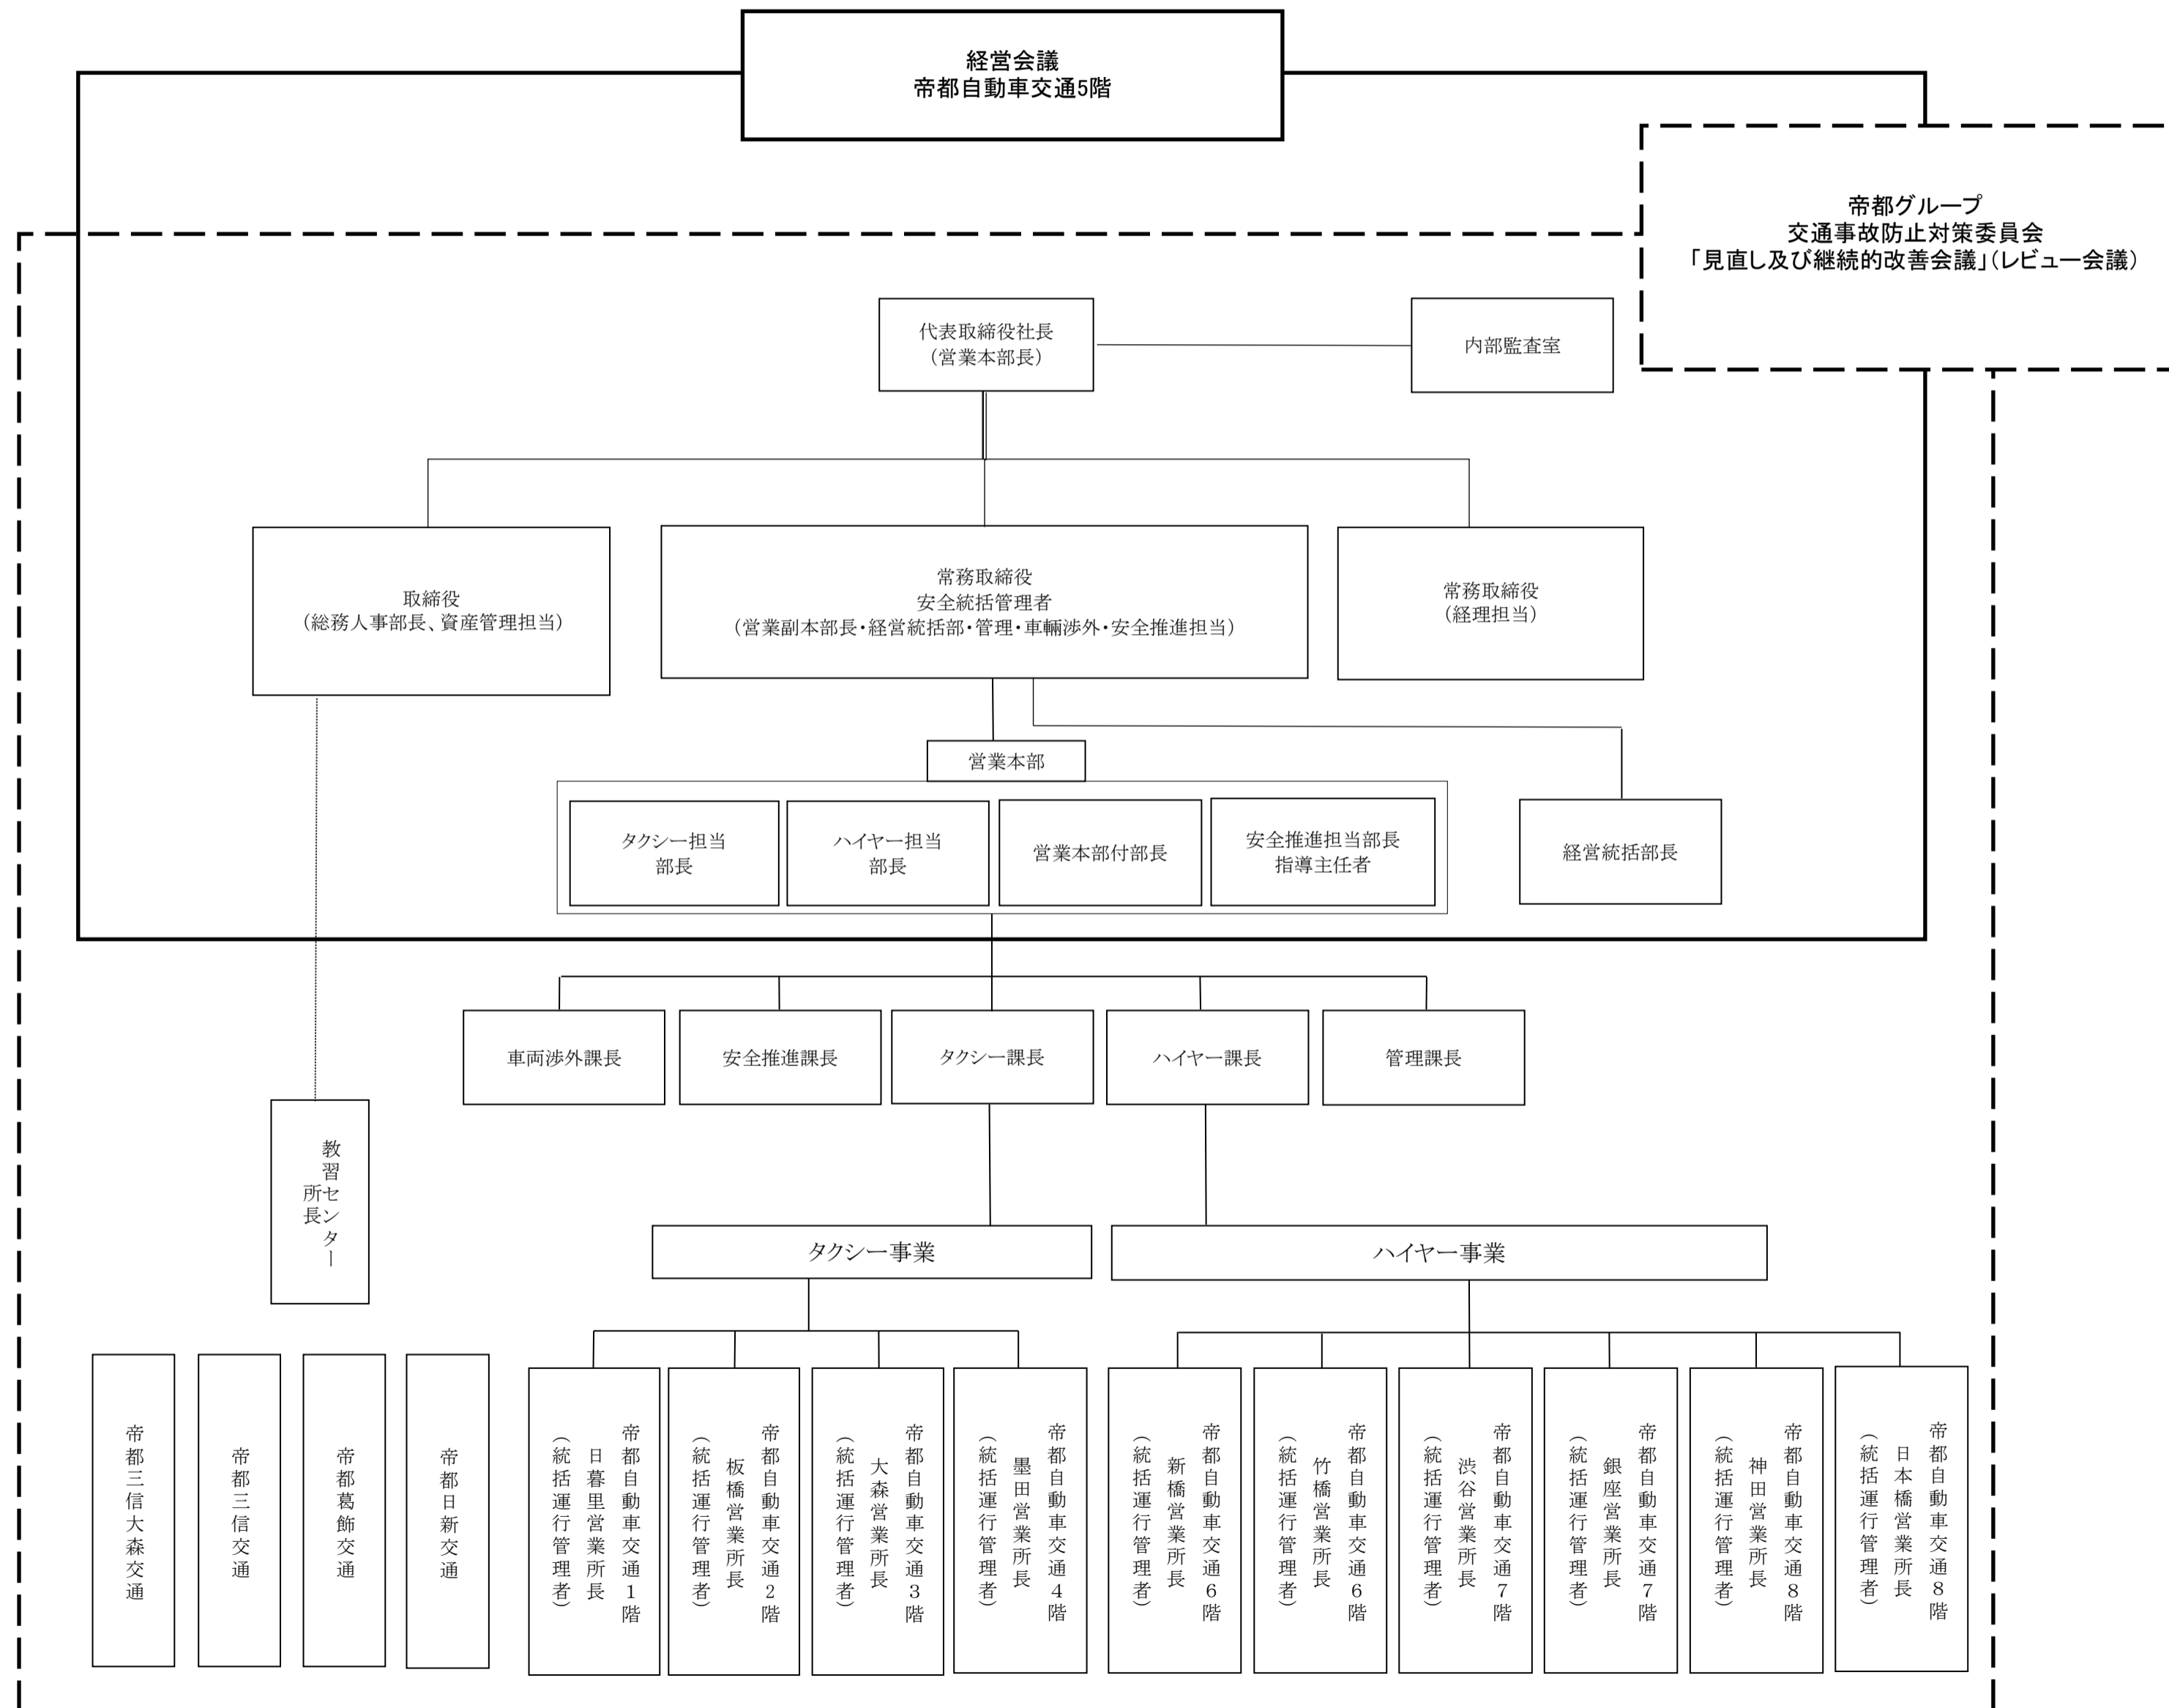 経営会議
帝都自動車交通5階
帝都グループ
交通事故防止対策委員会
「見直し及び継続的改善会議」(レビュー会議)
代表取締役社長
(営業本部長)
内部監査室
取締役
(総務人事部長、資産管理担当)
常務取締役
安全統括管理者
(営業副本部長・経営統括部・管理・車輛渉外・安全推進担当)
常務取締役
(経理担当)
営業本部
タクシー担当
部長
ハイヤー担当
部長
営業本部付部長
安全推進担当部長
指導主任者
経営統括部長
車両渉外課長
安全推進課長
タクシー課長
ハイヤー課長
管理課長
教習センター
所長
タクシー事業
ハイヤー事業
帝都三信大森交通
帝都三信交通
帝都葛飾交通
帝都日新交通
帝都自動車交通1階
日暮里営業所長
(統括運行管理者)
帝都自動車交通2階
板橋営業所長
(統括運行管理者)
帝都自動車交通3階
大森営業所長
(統括運行管理者)
帝都自動車交通4階
墨田営業所長
(統括運行管理者)
帝都自動車交通6階
新橋営業所長
(統括運行管理者)
帝都自動車交通6階
竹橋営業所長
(統括運行管理者)
帝都自動車交通7階
渋谷営業所長
(統括運行管理者)
帝都自動車交通7階
銀座営業所長
(統括運行管理者)
帝都自動車交通8階
神田営業所長
(統括運行管理者)
帝都自動車交通8階
日本橋営業所長
(統括運行管理者)